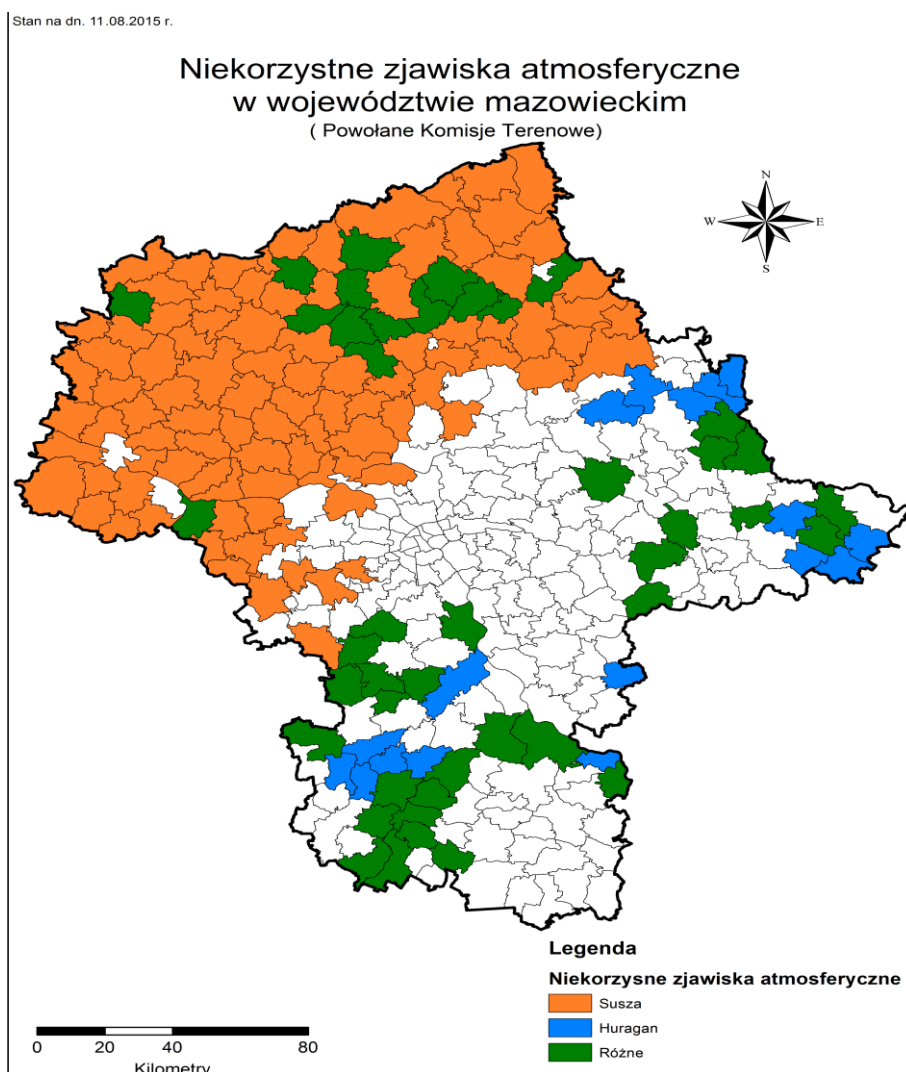 Stan na dn. 11.08.2015 r.
Niekorzystne zjawiska atmosferyczne
w województwie mazowieckim
( Powołane Komisje Terenowe)
N
W E
S
Legenda
Niekorzysne zjawiska atmosferyczne
Susza
Huragan
Różne
0 20 40 80
Kilometry